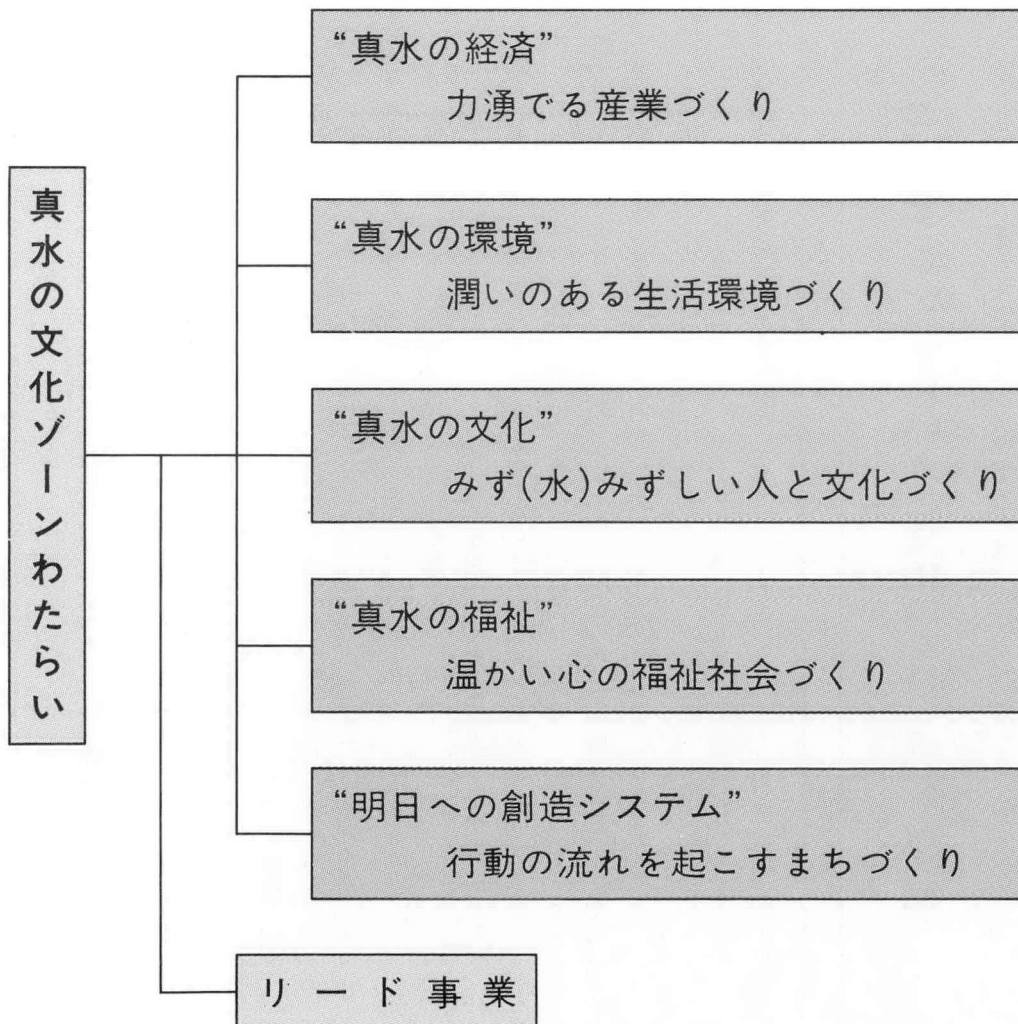 真水の文化ゾーンわたらい
“真水の経済”
力湧でる産業づくり
“真水の環境”
潤いのある生活環境づくり
“真水の文化”
みず(水)みずしい人と文化づくり
“真水の福祉”
温かい心の福祉社会づくり
“明日への創造システム”
行動の流れを起こすまちづくり
リード事業